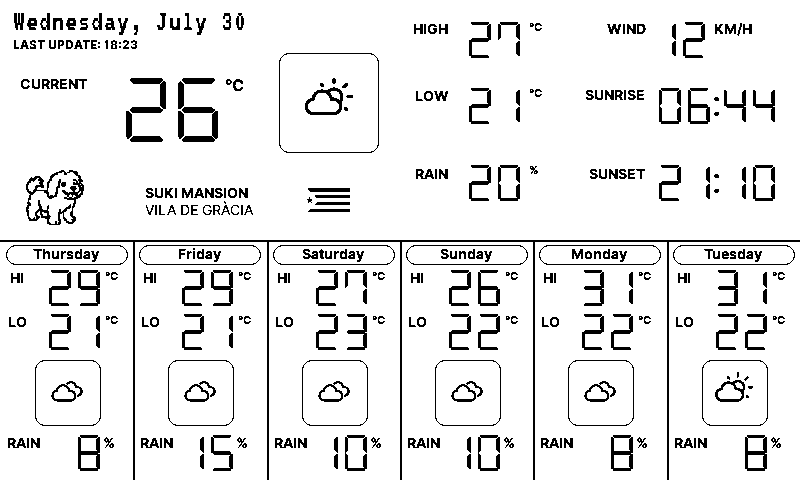 Wednesday, July 30
LAST UPDATE: 18:23
CURRENT 26 °C
HIGH 27 °C
WIND 12 KM/H
LOW 21 °C
SUNRISE 06:44
RAIN 20 %
SUNSET 21:10
SUKI MANSION
VILA DE GRÀCIA
Thursday
HI 29 °C
LO 21 °C
RAIN 8 %
Friday
HI 29 °C
LO 21 °C
RAIN 15 %
Saturday
HI 27 °C
LO 23 °C
RAIN 10 %
Sunday
HI 26 °C
LO 22 °C
RAIN 10 %
Monday
HI 31 °C
LO 22 °C
RAIN 8 %
Tuesday
HI 31 °C
LO 22 °C
RAIN 8 %